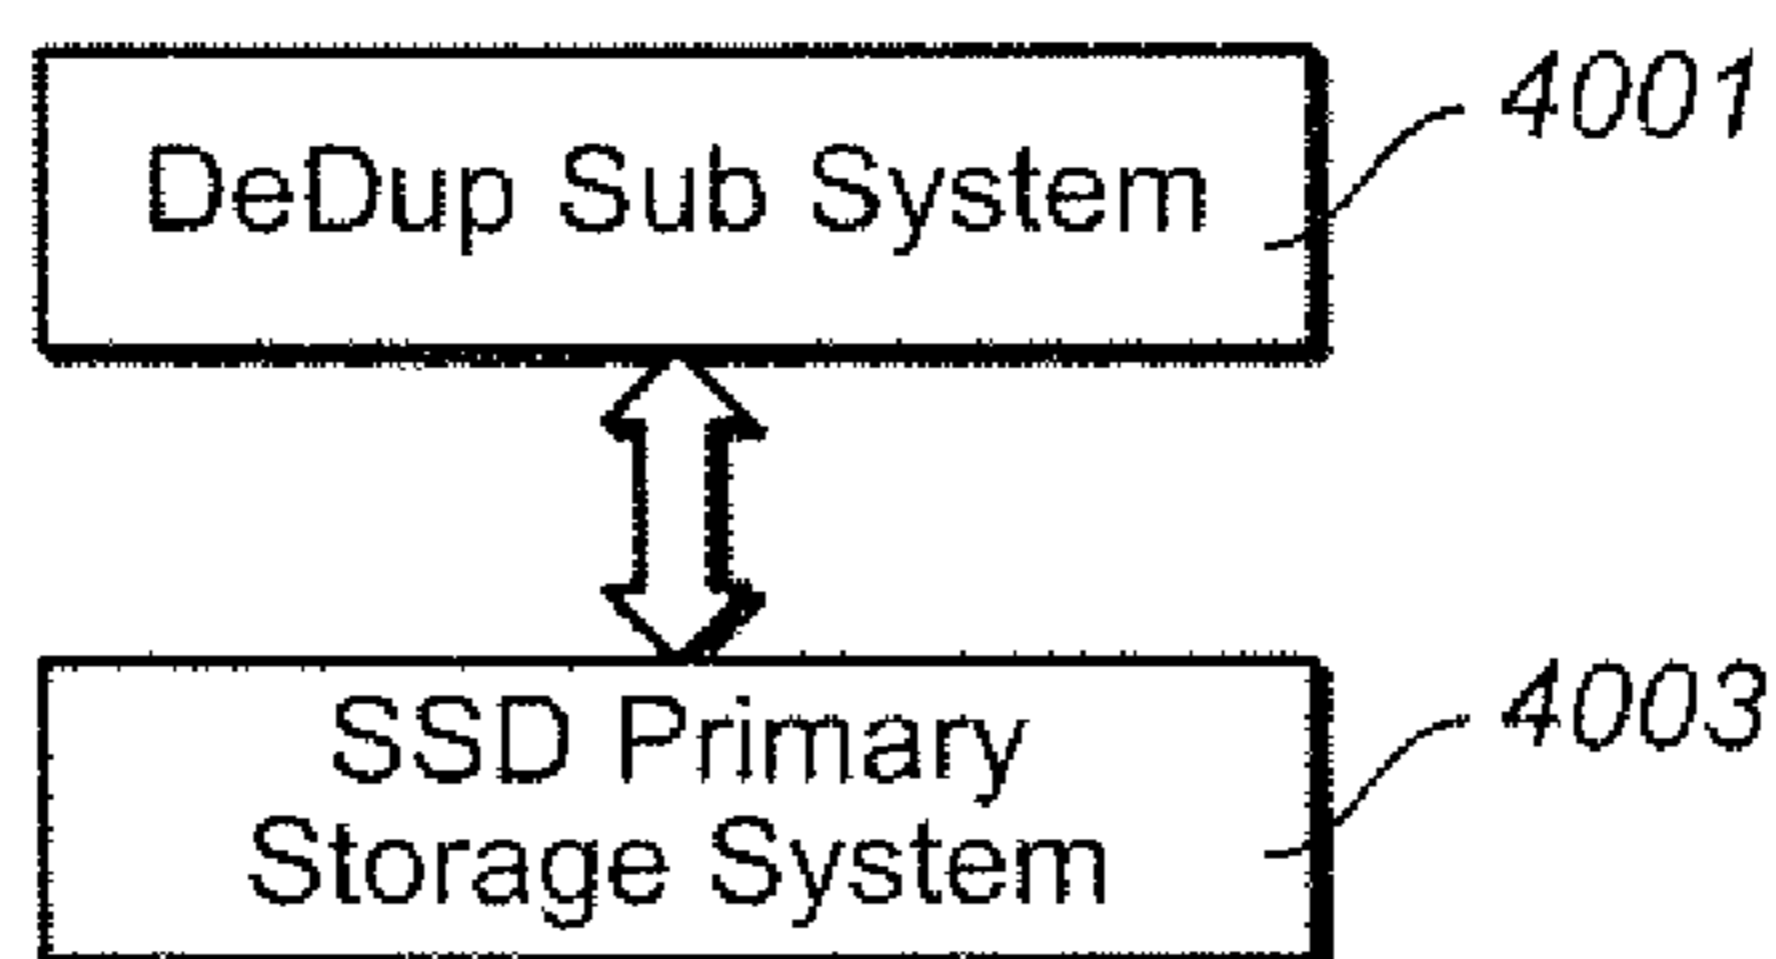 DeDup Sub System
4001
SSD Primary
Storage System
4003